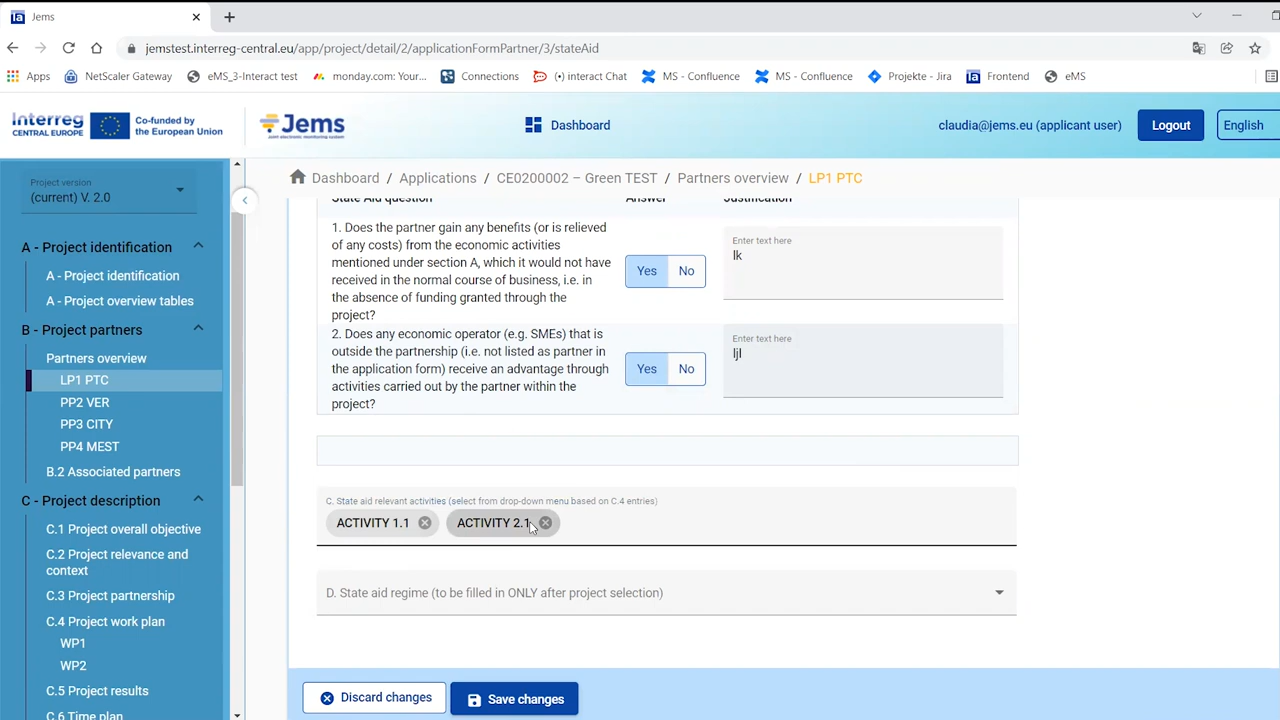 Jems
jemstest.interreg-central.eu/app/project/detail/2/applicationFormPartner/3/stateAid
Apps
NetScaler Gateway
eMS_3-Interact test
monday.com: Your...
Connections
(•) interact Chat
MS - Confluence
MS - Confluence
Projekte - Jira
Frontend
eMS
Interreg
CENTRAL EUROPE
Co-funded by
the European Union
Jems
joint electronic monitoring system
Dashboard
claudia@jems.eu (applicant user)
Logout
English
Project version
(current) V. 2.0
A - Project identification
A - Project identification
A - Project overview tables
B - Project partners
Partners overview
LP1 PTC
PP2 VER
PP3 CITY
PP4 MEST
B.2 Associated partners
C - Project description
C.1 Project overall objective
C.2 Project relevance and
context
C.3 Project partnership
C.4 Project work plan
WP1
WP2
C.5 Project results
C.6 Time plan
Dashboard / Applications / CE0200002 – Green TEST / Partners overview / LP1 PTC
State Aid question Answer Justification
1. Does the partner gain any benefits (or is relieved
of any costs) from the economic activities
mentioned under section A, which it would not have
received in the normal course of business, i.e. in
the absence of funding granted through the
project?
Yes No
Enter text here
lk
2. Does any economic operator (e.g. SMEs) that is
outside the partnership (i.e. not listed as partner in
the application form) receive an advantage through
activities carried out by the partner within the
project?
Yes No
Enter text here
ljl
C. State aid relevant activities (select from drop-down menu based on C.4 entries)
ACTIVITY 1.1
ACTIVITY 2.1
D. State aid regime (to be filled in ONLY after project selection)
Discard changes
Save changes